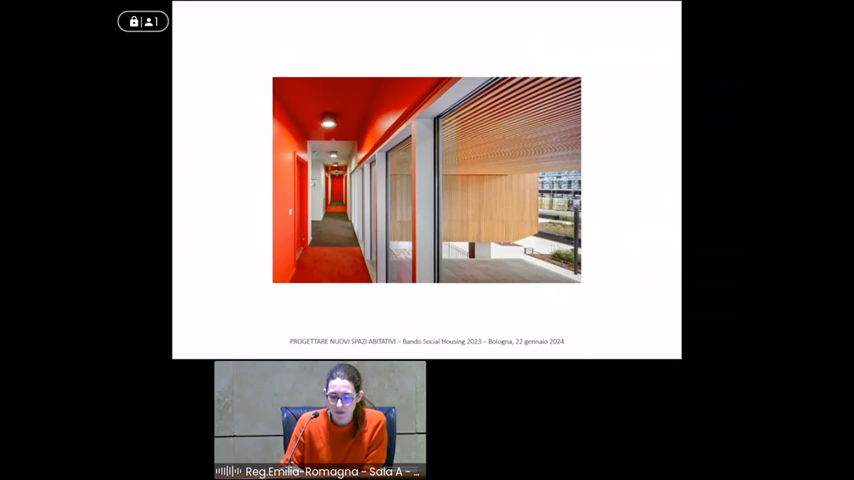 1
PROGETTARE NUOVI SPAZI ABITATIVI – Bando Social Housing 2023 – Bologna, 22 gennaio 2024
Reg.Emilia-Romagna - Sala A - ...